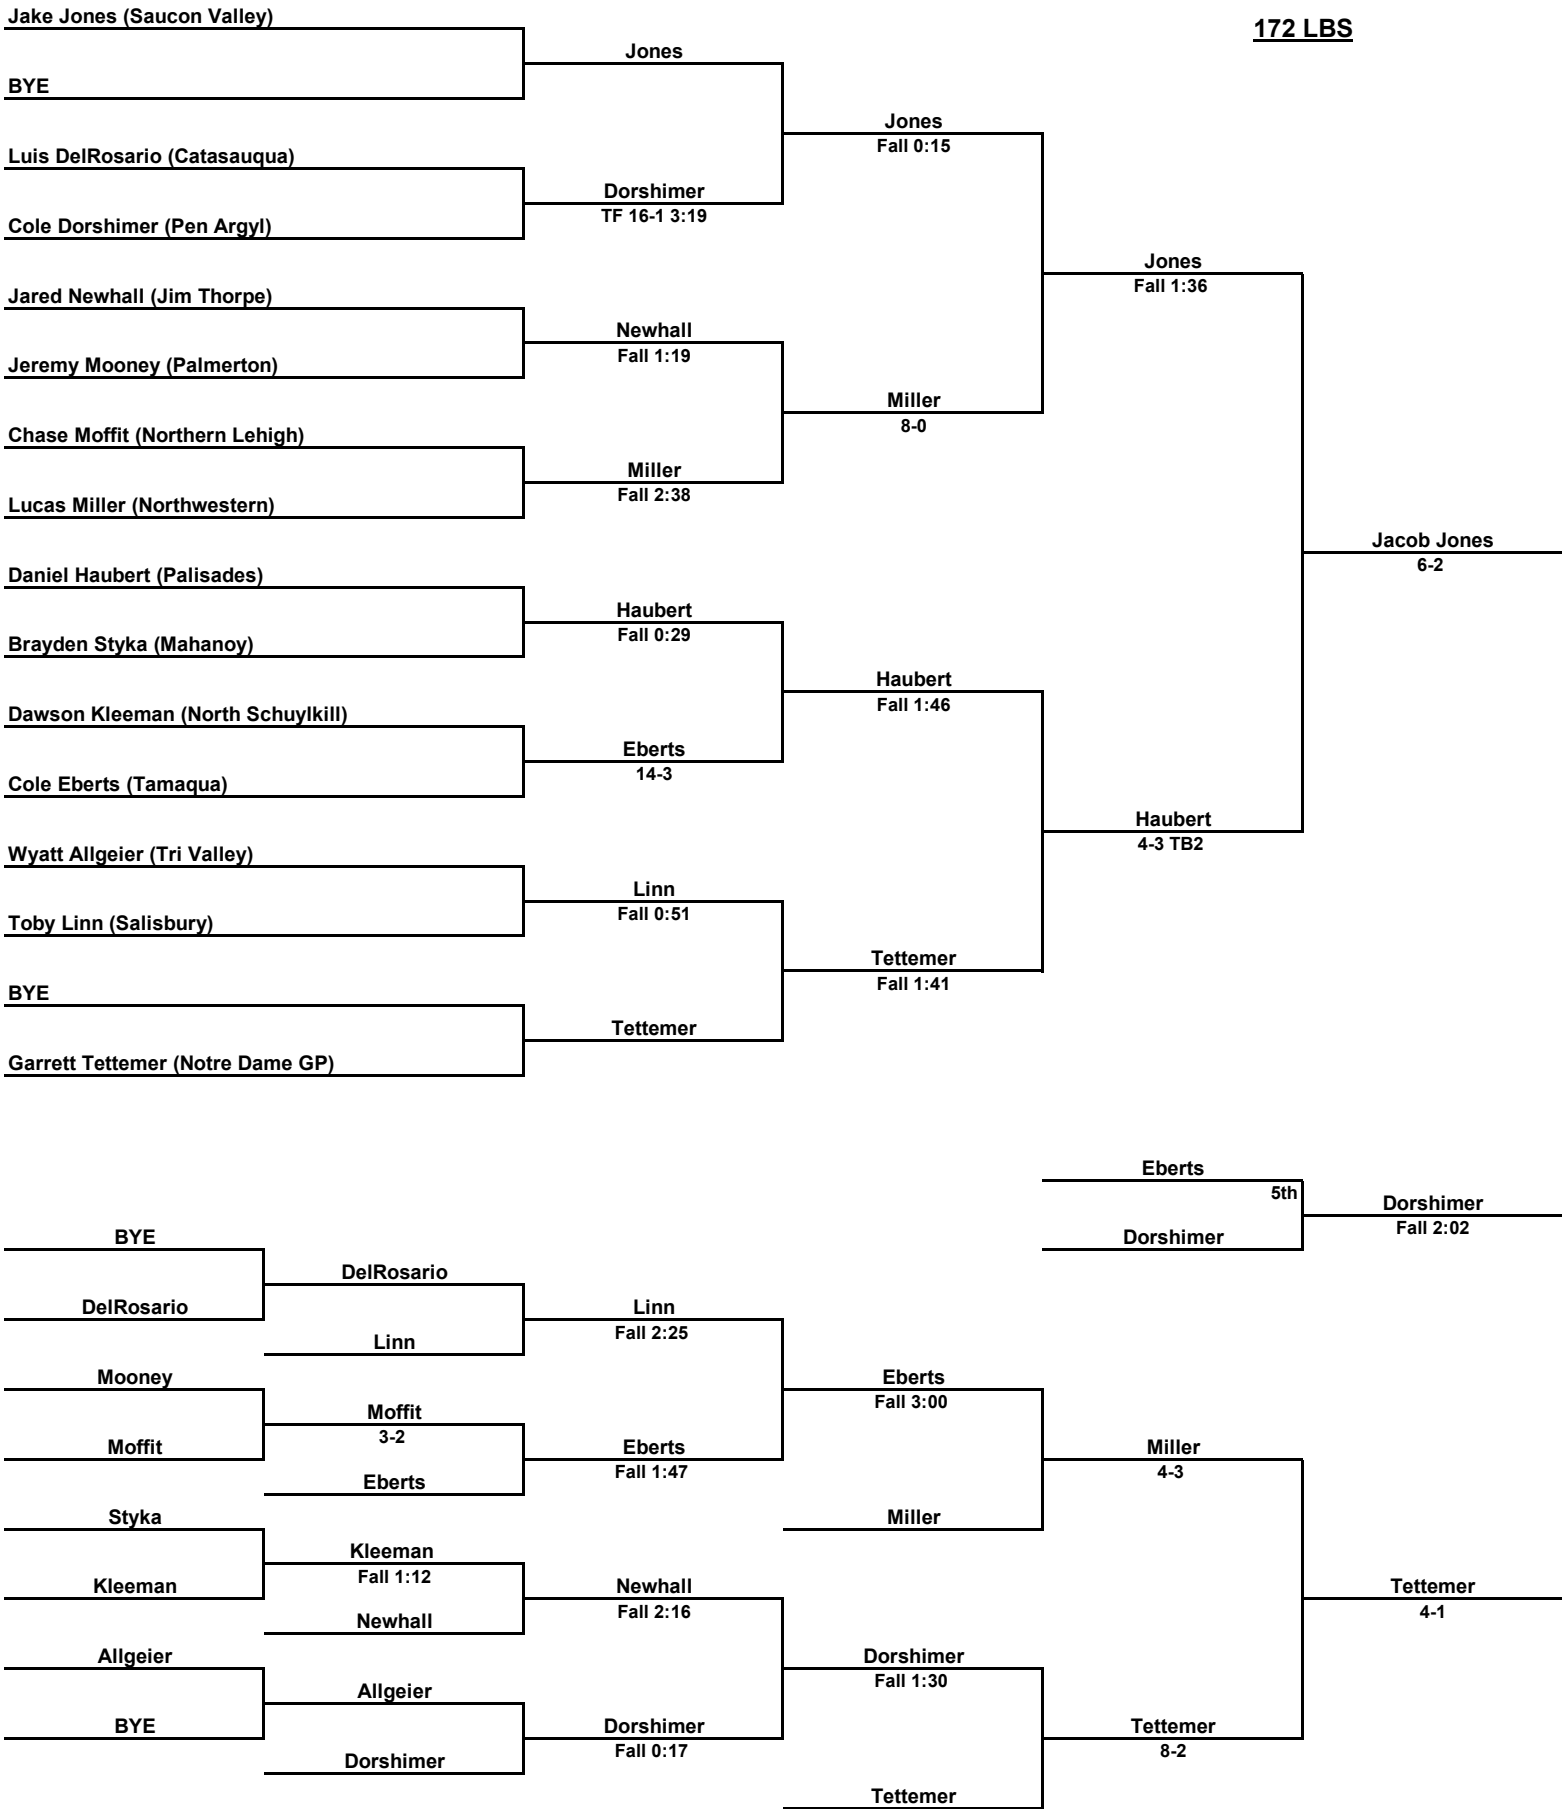 Jake Jones (Saucon Valley)
172 LBS
Jones
BYE
Jones
Fall 0:15
Luis DelRosario (Catasauqua)
Dorshimer
TF 16-1 3:19
Cole Dorshimer (Pen Argyl)
Jones
Fall 1:36
Jared Newhall (Jim Thorpe)
Newhall
Fall 1:19
Jeremy Mooney (Palmerton)
Miller
8-0
Chase Moffit (Northern Lehigh)
Miller
Fall 2:38
Lucas Miller (Northwestern)
Jacob Jones
6-2
Daniel Haubert (Palisades)
Haubert
Fall 0:29
Brayden Styka (Mahanoy)
Haubert
Fall 1:46
Dawson Kleeman (North Schuylkill)
Eberts
14-3
Cole Eberts (Tamaqua)
Haubert
4-3 TB2
Wyatt Allgeier (Tri Valley)
Linn
Fall 0:51
Toby Linn (Salisbury)
Tettemer
Fall 1:41
BYE
Tettemer
Garrett Tettemer (Notre Dame GP)
Eberts
5th
Dorshimer
Fall 2:02
Dorshimer
BYE
DelRosario
DelRosario
Linn
Fall 2:25
Linn
Mooney
Eberts
Fall 3:00
Moffit
3-2
Moffit
Eberts
Fall 1:47
Miller
4-3
Eberts
Styka
Miller
Kleeman
Fall 1:12
Kleeman
Newhall
Fall 2:16
Tettemer
4-1
Newhall
Allgeier
Dorshimer
Fall 1:30
Allgeier
BYE
Dorshimer
Fall 0:17
Tettemer
8-2
Dorshimer
Tettemer